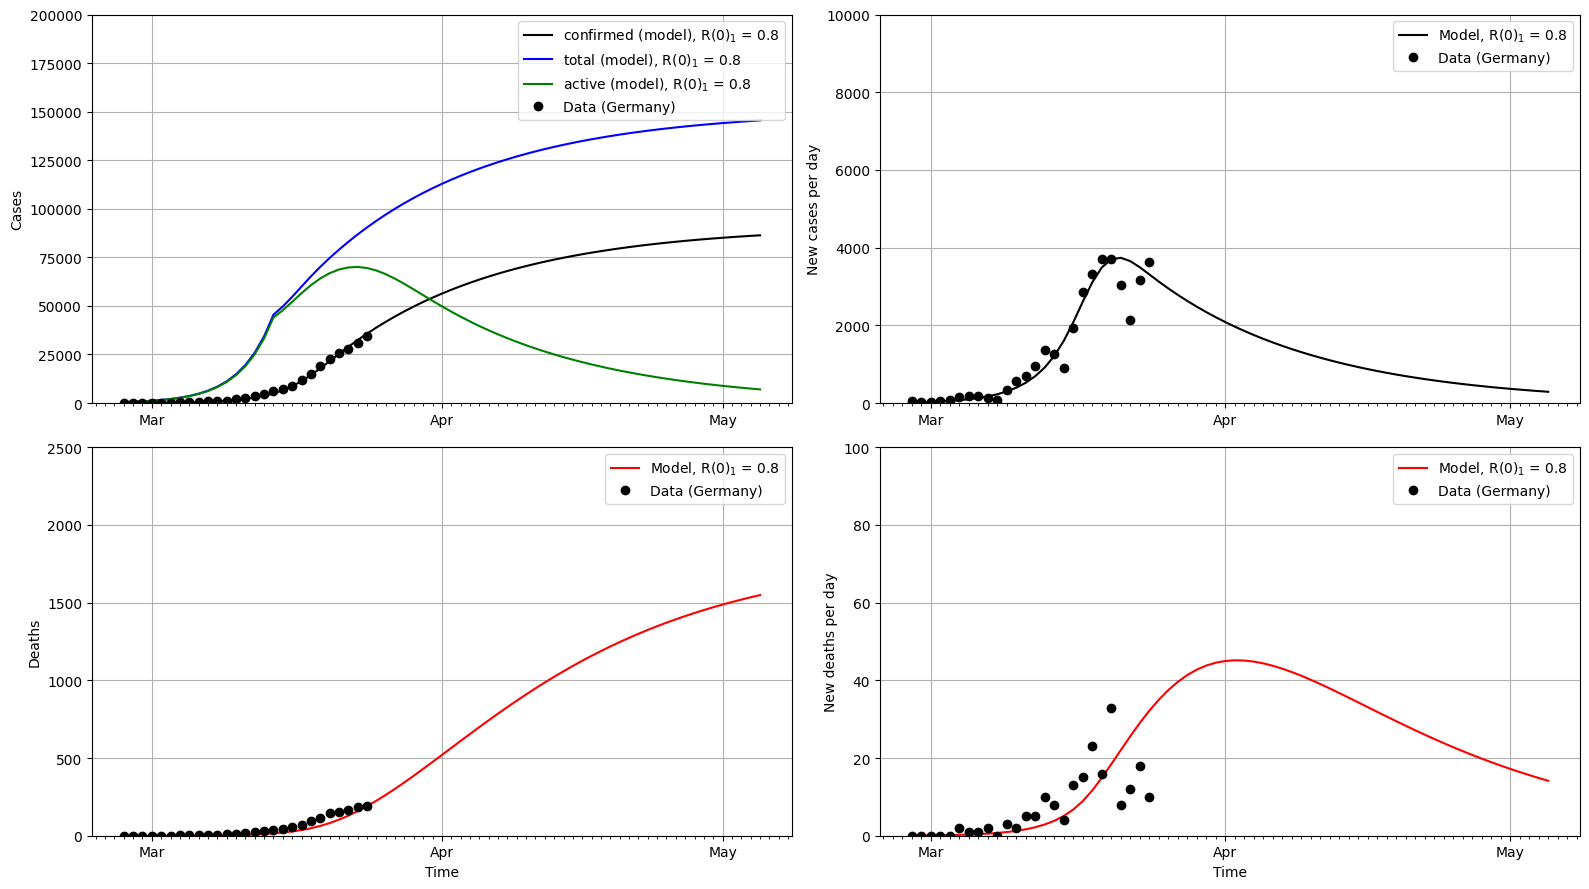 200000
175000
150000
125000
100000
75000
50000
25000
0
Cases
confirmed (model), R(0)₁ = 0.8
total (model), R(0)₁ = 0.8
active (model), R(0)₁ = 0.8
Data (Germany)
Mar
Apr
May
10000
8000
6000
4000
2000
0
New cases per day
Model, R(0)₁ = 0.8
Data (Germany)
Mar
Apr
May
2500
2000
1500
1000
500
0
Deaths
Model, R(0)₁ = 0.8
Data (Germany)
Mar
Apr
May
Time
100
80
60
40
20
0
New deaths per day
Model, R(0)₁ = 0.8
Data (Germany)
Mar
Apr
May
Time